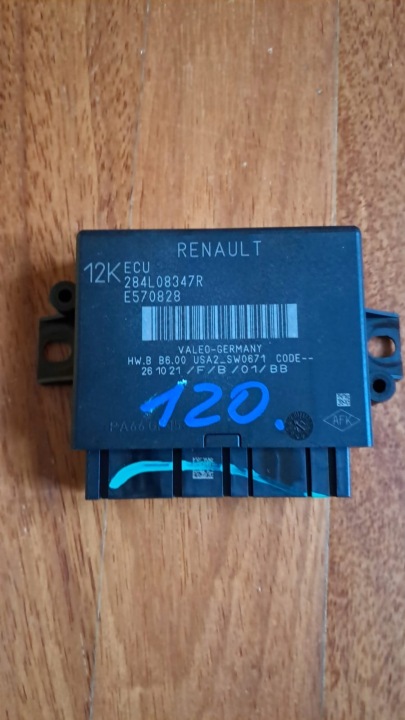 RENAULT
12K ECU
284L08347R
E570828
VALEO-GERMANY
HW.B B6.00 USA2_SW0671 CODE--
261021/F/B/01/BB
120.
AFK